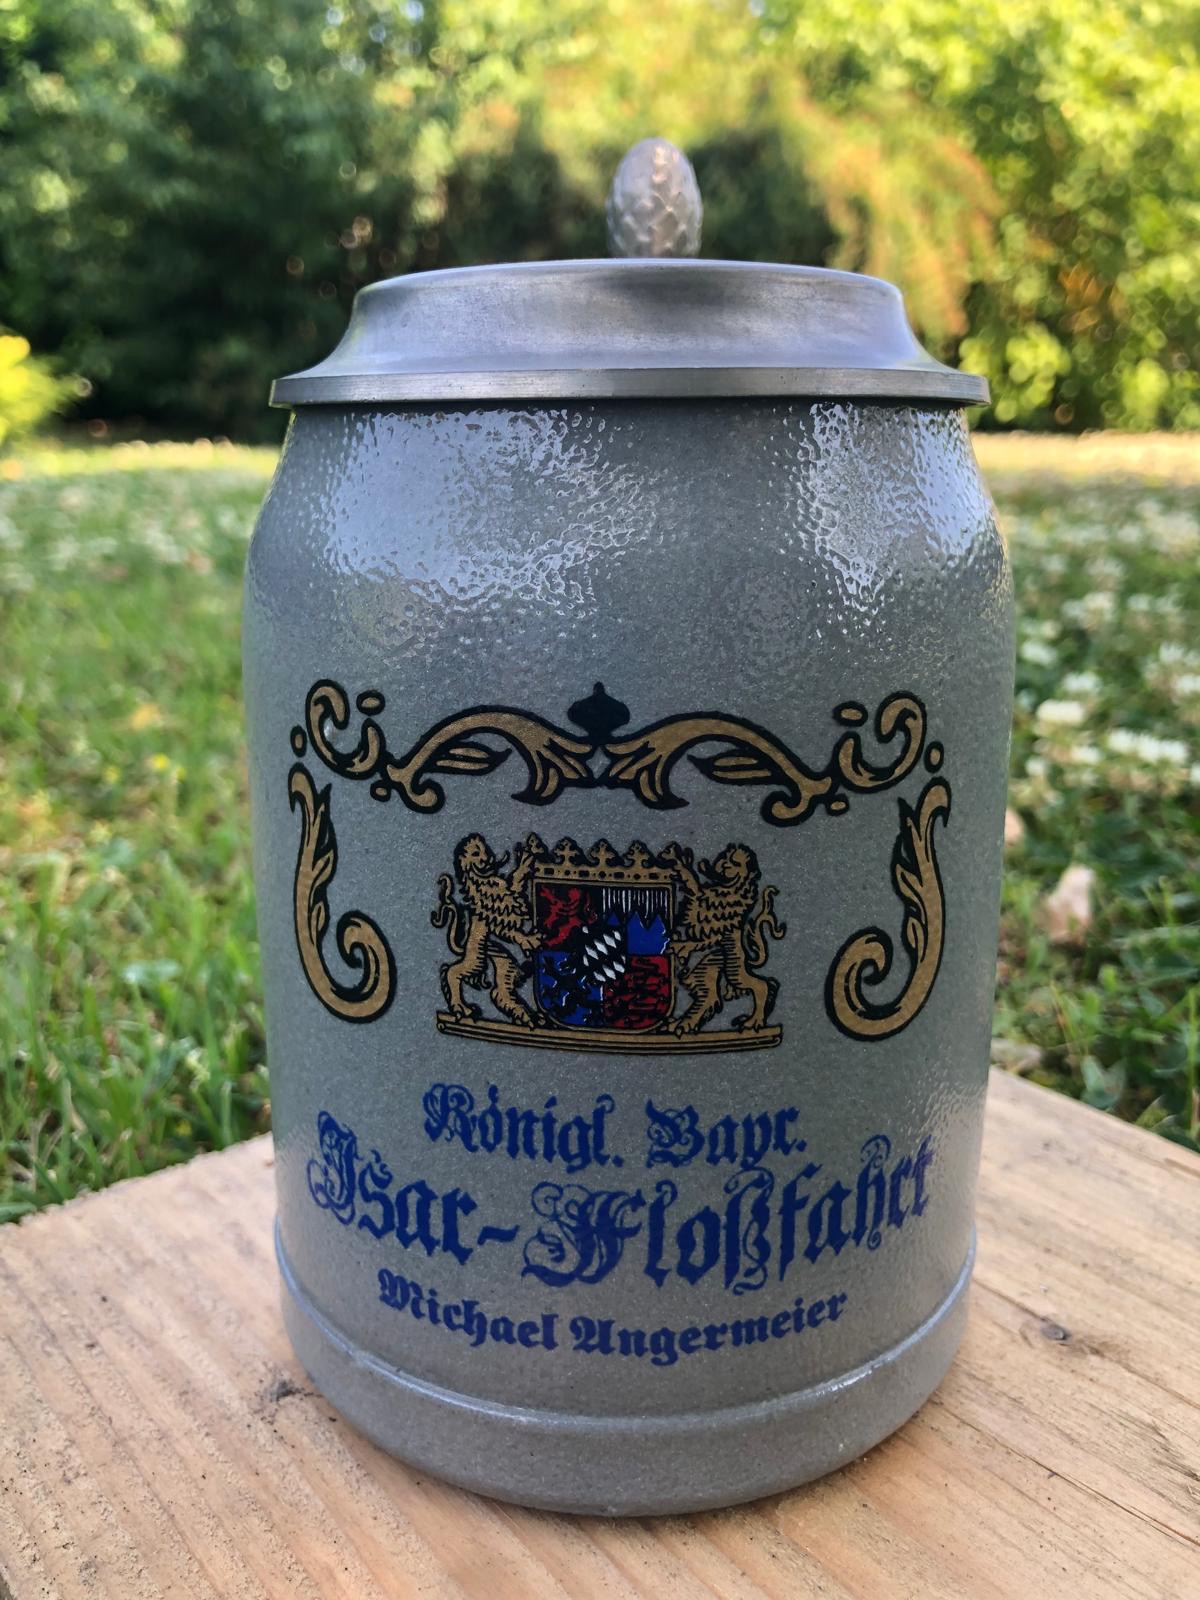 Königl. Bayr.
Isar-Floßfahrt
Michael Angermeier